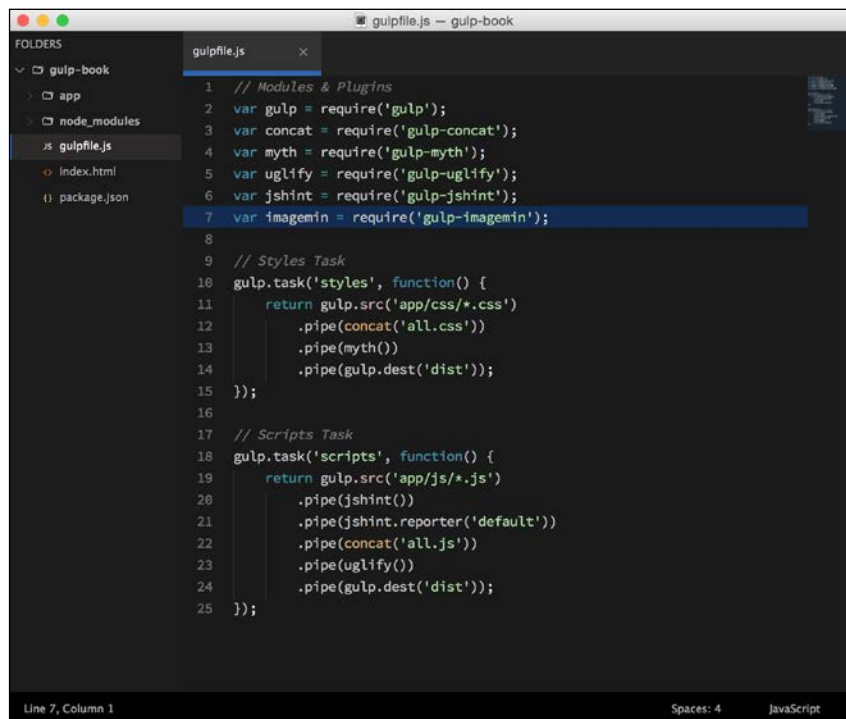 gulpfile.js — gulp-book
FOLDERS
gulp-book
app
node_modules
JS gulpfile.js
<> index.html
{} package.json
gulpfile.js ×
1 // Modules & Plugins
2 var gulp = require('gulp');
3 var concat = require('gulp-concat');
4 var myth = require('gulp-myth');
5 var uglify = require('gulp-uglify');
6 var jshint = require('gulp-jshint');
7 var imagemin = require('gulp-imagemin');
8
9 // Styles Task
10 gulp.task('styles', function() {
11     return gulp.src('app/css/*.css')
12         .pipe(concat('all.css'))
13         .pipe(myth())
14         .pipe(gulp.dest('dist'));
15 });
16
17 // Scripts Task
18 gulp.task('scripts', function() {
19     return gulp.src('app/js/*.js')
20         .pipe(jshint())
21         .pipe(jshint.reporter('default'))
22         .pipe(concat('all.js'))
23         .pipe(uglify())
24         .pipe(gulp.dest('dist'));
25 });
Line 7, Column 1
Spaces: 4
JavaScript